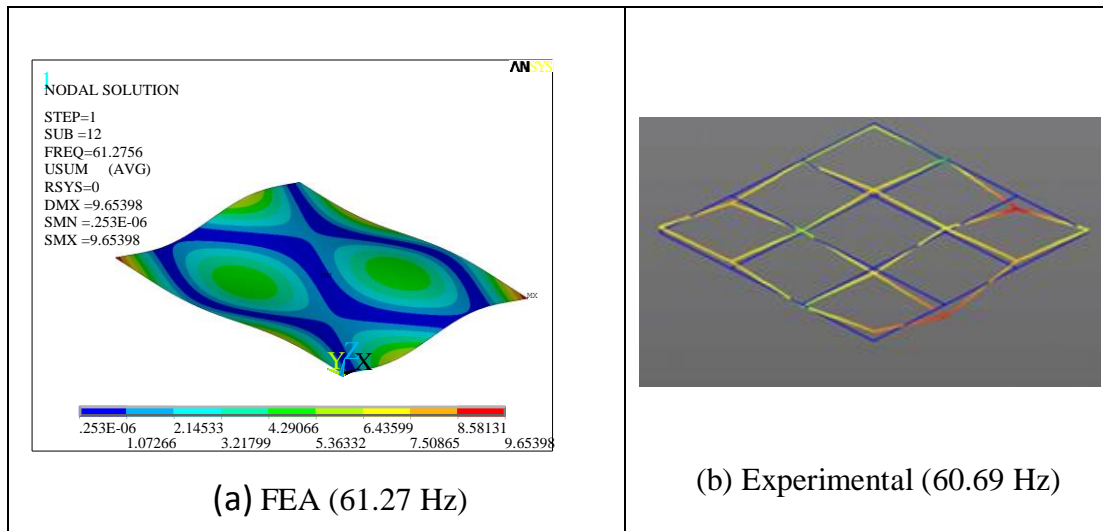 1
ANSYS
NODAL SOLUTION
STEP=1
SUB =12
FREQ=61.2756
USUM (AVG)
RSYS=0
DMX =9.65398
SMN =.253E-06
SMX =9.65398
MX
Y Z X
.253E-06 2.14533 4.29066 6.43599 8.58131
1.07266 3.21799 5.36332 7.50865 9.65398
(a) FEA (61.27 Hz)
(b) Experimental (60.69 Hz)